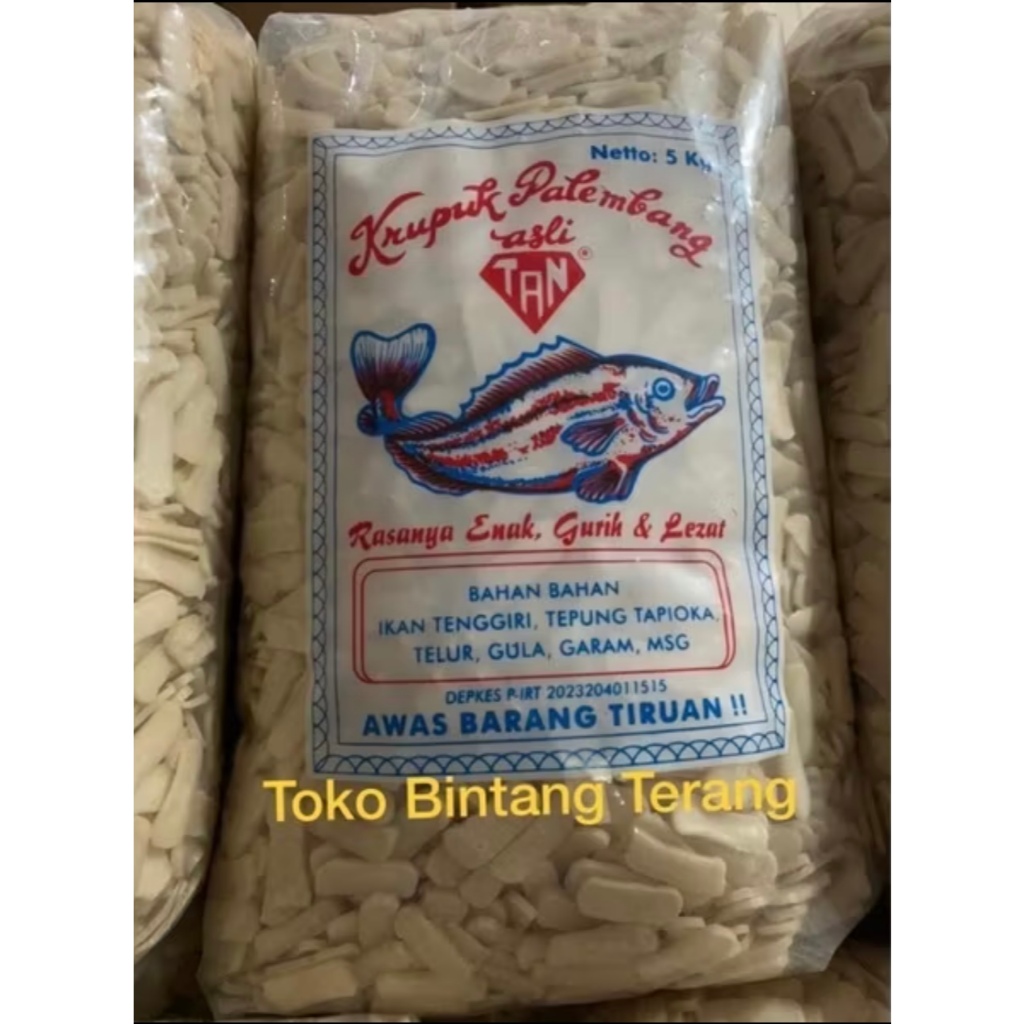 Netto: 5 Kg
Krupuk Palembang
asli
TAN®
Rasanya Enak, Gurih & Lezat
BAHAN BAHAN
IKAN TENGGIRI, TEPUNG TAPIOKA,
TELUR, GULA, GARAM, MSG
DEPKES P-IRT 2023204011515
AWAS BARANG TIRUAN !!
Toko Bintang Terang